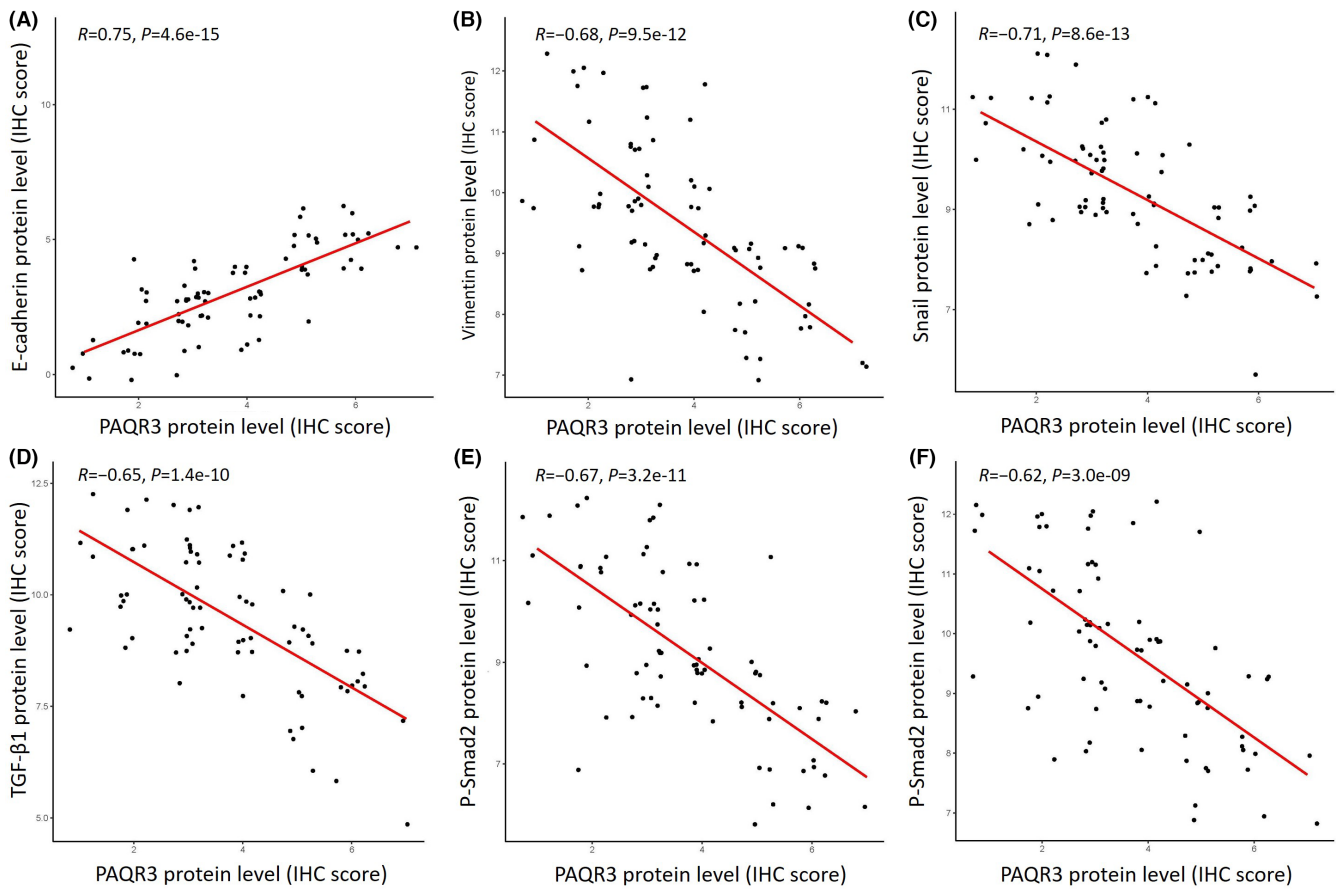 (A)
R=0.75, P=4.6e-15
E-cadherin protein level (IHC score)
10
5
0
2 4 6
PAQR3 protein level (IHC score)
(B)
R=−0.68, P=9.5e-12
Vimentin protein level (IHC score)
12
11
10
9
8
7
2 4 6
PAQR3 protein level (IHC score)
(C)
R=−0.71, P=8.6e-13
Snail protein level (IHC score)
11
9
7
2 4 6
PAQR3 protein level (IHC score)
(D)
R=−0.65, P=1.4e-10
TGF-β1 protein level (IHC score)
12.5
10.0
7.5
5.0
2 4 6
PAQR3 protein level (IHC score)
(E)
R=−0.67, P=3.2e-11
P-Smad2 protein level (IHC score)
11
9
7
2 4 6
PAQR3 protein level (IHC score)
(F)
R=−0.62, P=3.0e-09
P-Smad2 protein level (IHC score)
12
11
10
9
8
7
2 4 6
PAQR3 protein level (IHC score)